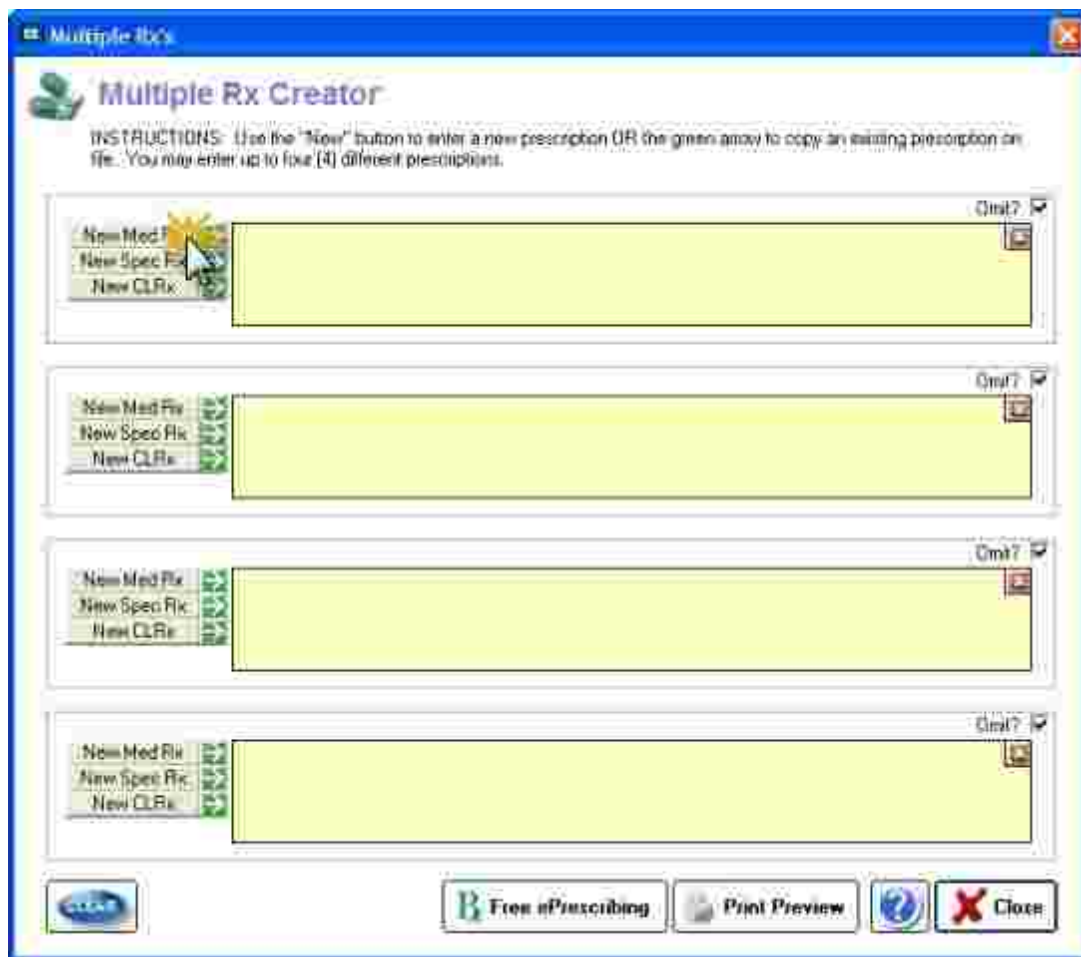 Multiple Rx's
Multiple Rx Creator
INSTRUCTIONS: Use the "New" button to enter a new prescription OR the green arrow to copy an existing prescription on
file. You may enter up to four [4] different prescriptions.
Omit?
New Med
New Spec Rx
New CLRx
Omit?
New Med Rx
New Spec Rx
New CLRx
Omit?
New Med Rx
New Spec Rx
New CLRx
Omit?
New Med Rx
New Spec Rx
New CLRx
CLEAR Free ePrescribing Print Preview ? Close